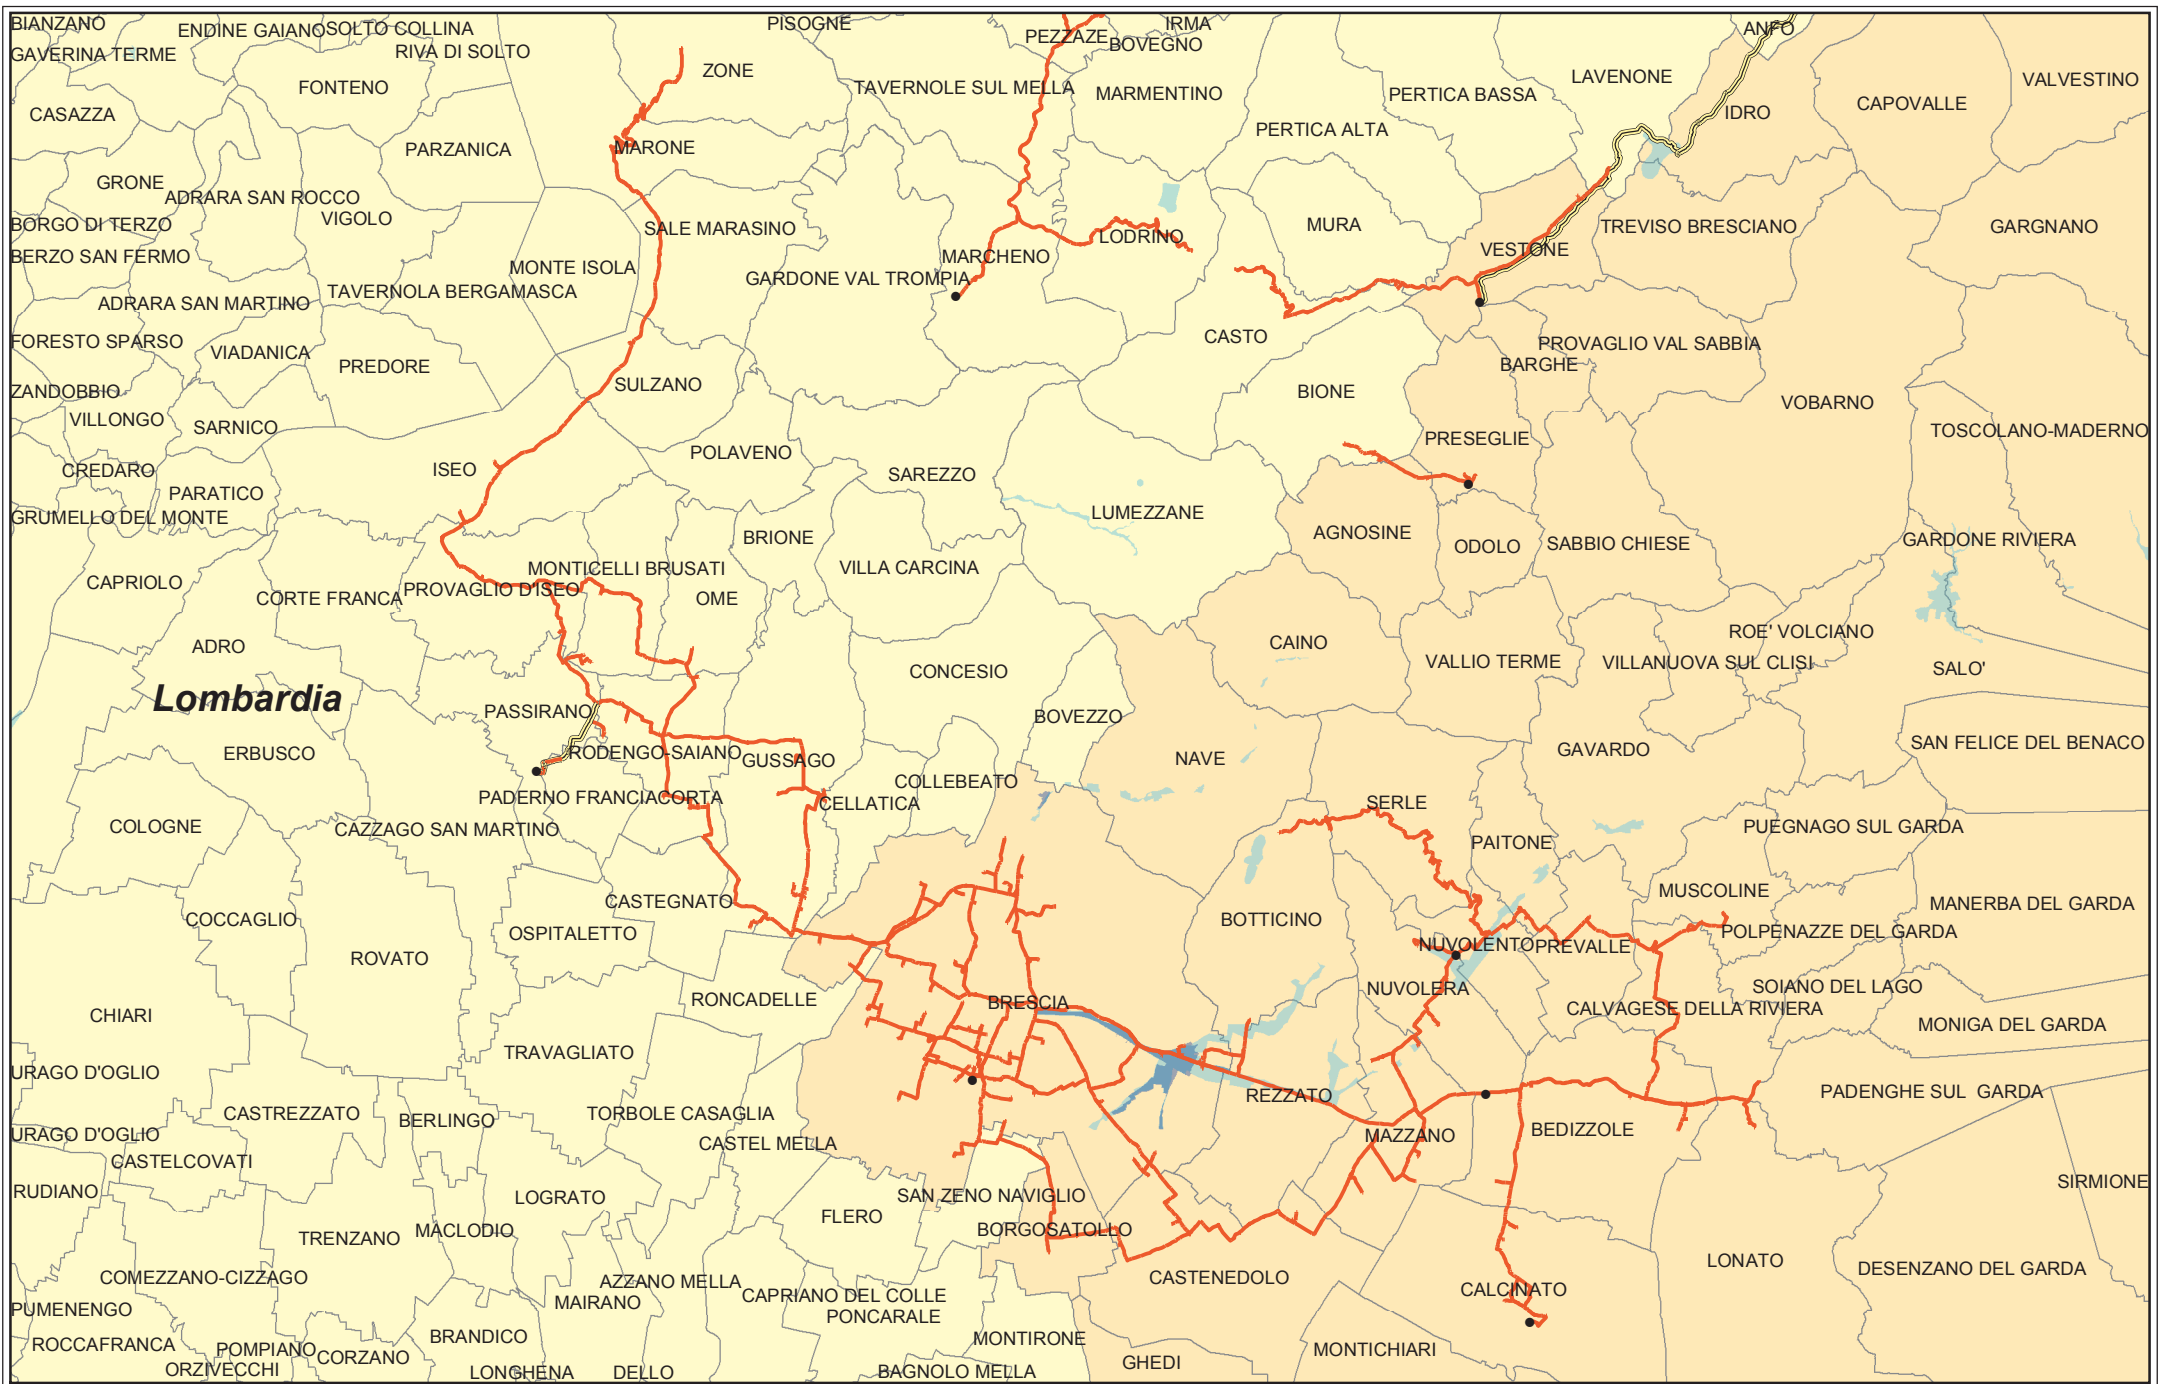 BIANZANO
ENDINE GAIANO
SOLTO COLLINA
PISOGNE
IRMA
ANFO
GAVERINA TERME
RIVA DI SOLTO
PEZZAZE
BOVEGNO
ZONE
LAVENONE
VALVESTINO
FONTENO
TAVERNOLE SUL MELLA
MARMENTINO
PERTICA BASSA
CAPOVALLE
CASAZZA
IDRO
PERTICA ALTA
PARZANICA
MARONE
GRONE
ADRARA SAN ROCCO
VIGOLO
BORGO DI TERZO
SALE MARASINO
LODRINO
MURA
TREVISO BRESCIANO
GARGNANO
BERZO SAN FERMO
MONTE ISOLA
MARCHENO
VESTONE
GARDONE VAL TROMPIA
TAVERNOLA BERGAMASCA
ADRARA SAN MARTINO
FORESTO SPARSO
VIADANICA
CASTO
PROVAGLIO VAL SABBIA
PREDORE
BARGHE
SULZANO
ZANDOBBIO
BIONE
VOBARNO
VILLONGO
SARNICO
PRESEGLIE
TOSCOLANO-MADERNO
POLAVENO
CREDARO
ISEO
SAREZZO
PARATICO
GRUMELLO DEL MONTE
LUMEZZANE
AGNOSINE
ODOLO
SABBIO CHIESE
GARDONE RIVIERA
BRIONE
MONTICELLI BRUSATI
VILLA CARCINA
CAPRIOLO
CORTE FRANCA
PROVAGLIO D'ISEO
OME
ADRO
CAINO
ROE' VOLCIANO
CONCESIO
VALLIO TERME
VILLANUOVA SUL CLISI
SALO'
Lombardia
PASSIRANO
BOVEZZO
ERBUSCO
RODENGO-SAIANO
GUSSAGO
NAVE
GAVARDO
SAN FELICE DEL BENACO
COLLEBEATO
PADERNO FRANCIACORTA
CELLATICA
SERLE
COLOGNE
CAZZAGO SAN MARTINO
PUEGNAGO SUL GARDA
PAITONE
CASTEGNATO
MUSCOLINE
COCCAGLIO
BOTTICINO
MANERBA DEL GARDA
OSPITALETTO
POLPENAZZE DEL GARDA
NUVOLENTO
PREVALLE
ROVATO
NUVOLERA
SOIANO DEL LAGO
RONCADELLE
BRESCIA
CALVAGESE DELLA RIVIERA
CHIARI
MONIGA DEL GARDA
TRAVAGLIATO
URAGO D'OGLIO
REZZATO
PADENGHE SUL  GARDA
CASTREZZATO
BERLINGO
TORBOLE CASAGLIA
URAGO D'OGLIO
CASTEL MELLA
MAZZANO
BEDIZZOLE
CASTELCOVATI
RUDIANO
LOGRATO
SAN ZENO NAVIGLIO
SIRMIONE
FLERO
BORGOSATOLLO
TRENZANO
MACLODIO
LONATO
COMEZZANO-CIZZAGO
AZZANO MELLA
CASTENEDOLO
DESENZANO DEL GARDA
CAPRIANO DEL COLLE
CALCINATO
PUMENENGO
MAIRANO
PONCARALE
ROCCAFRANCA
BRANDICO
MONTIRONE
POMPIANO
CORZANO
MONTICHIARI
GHEDI
ORZIVECCHI
LONGHENA
DELLO
BAGNOLO MELLA